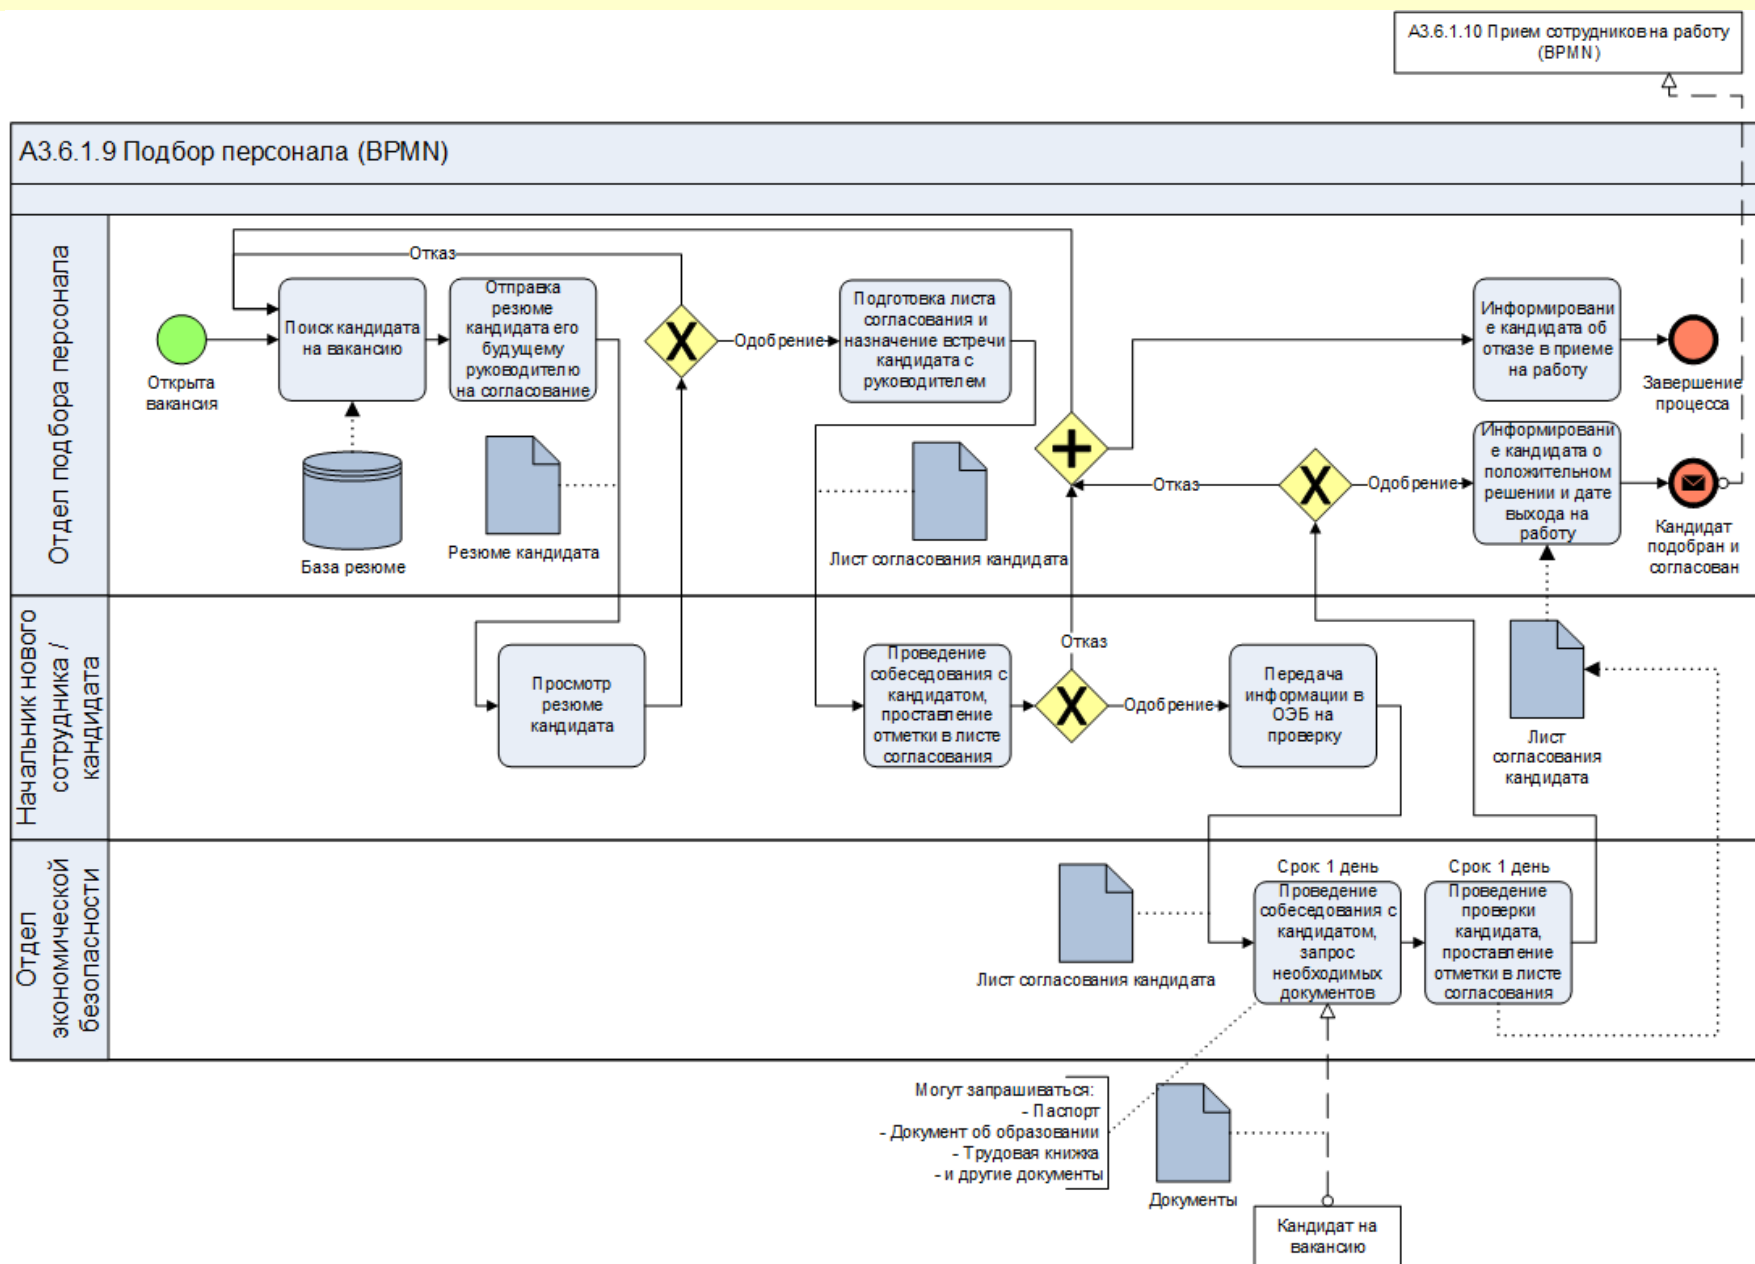 А3.6.1.10 Прием сотрудников на работу
(BPMN)
А3.6.1.9 Подбор персонала (BPMN)
Отдел подбора персонала
Открыта
вакансия
Поиск кандидата
на вакансию
База резюме
Отправка
резюме
кандидата его
будущему
руководителю
на согласование
Резюме кандидата
Отказ
Одобрение
Подготовка листа
согласования и
назначение встречи
кандидата с
руководителем
Лист согласования кандидата
Отказ
Одобрение
Информировани
е кандидата об
отказе в приеме
на работу
Завершение
процесса
Информировани
е кандидата о
положительном
решении и дате
выхода на
работу
Кандидат
подобран и
согласован
Начальник нового
сотрудника /
кандидата
Просмотр
резюме
кандидата
Проведение
собеседования с
кандидатом,
проставление
отметки в листе
согласования
Отказ
Одобрение
Передача
информации в
ОЭБ на
проверку
Лист
согласования
кандидата
Отдел
экономической
безопасности
Лист согласования кандидата
Срок: 1 день
Проведение
собеседования с
кандидатом,
запрос
необходимых
документов
Срок: 1 день
Проведение
проверки
кандидата,
проставление
отметки в листе
согласования
Могут запрашиваться:
- Паспорт
- Документ об образовании
- Трудовая книжка
- и другие документы
Документы
Кандидат на
вакансию